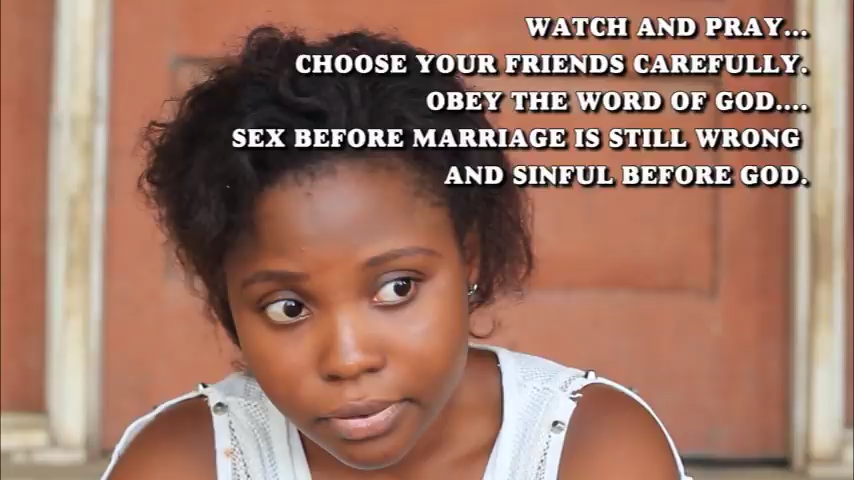 WATCH AND PRAY...
CHOOSE YOUR FRIENDS CAREFULLY.
OBEY THE WORD OF GOD....
SEX BEFORE MARRIAGE IS STILL WRONG
AND SINFUL BEFORE GOD.